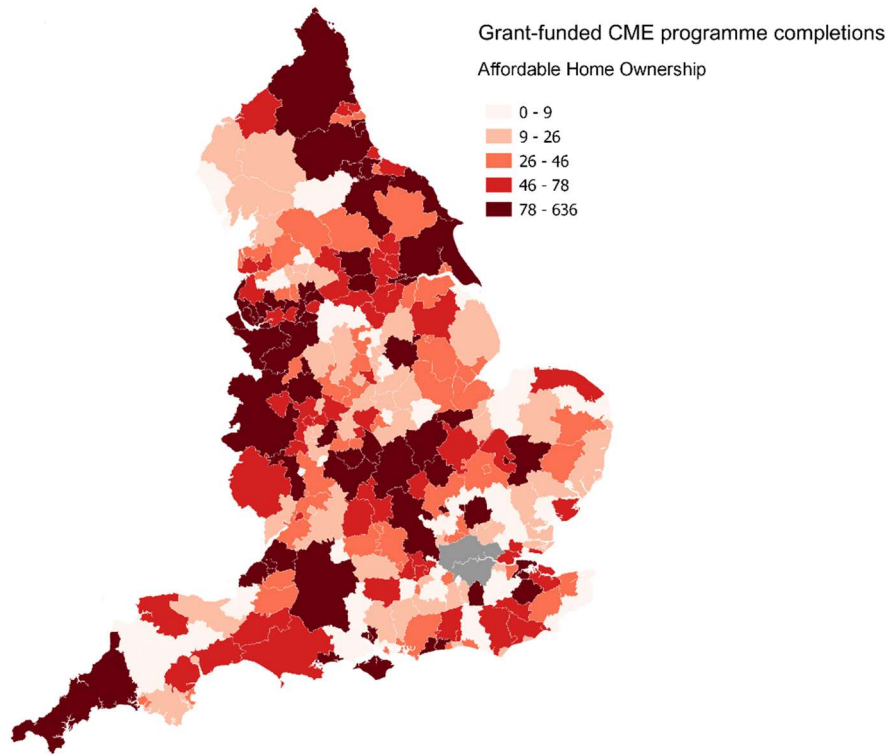 Grant-funded CME programme completions
Affordable Home Ownership
0 - 9
9 - 26
26 - 46
46 - 78
78 - 636